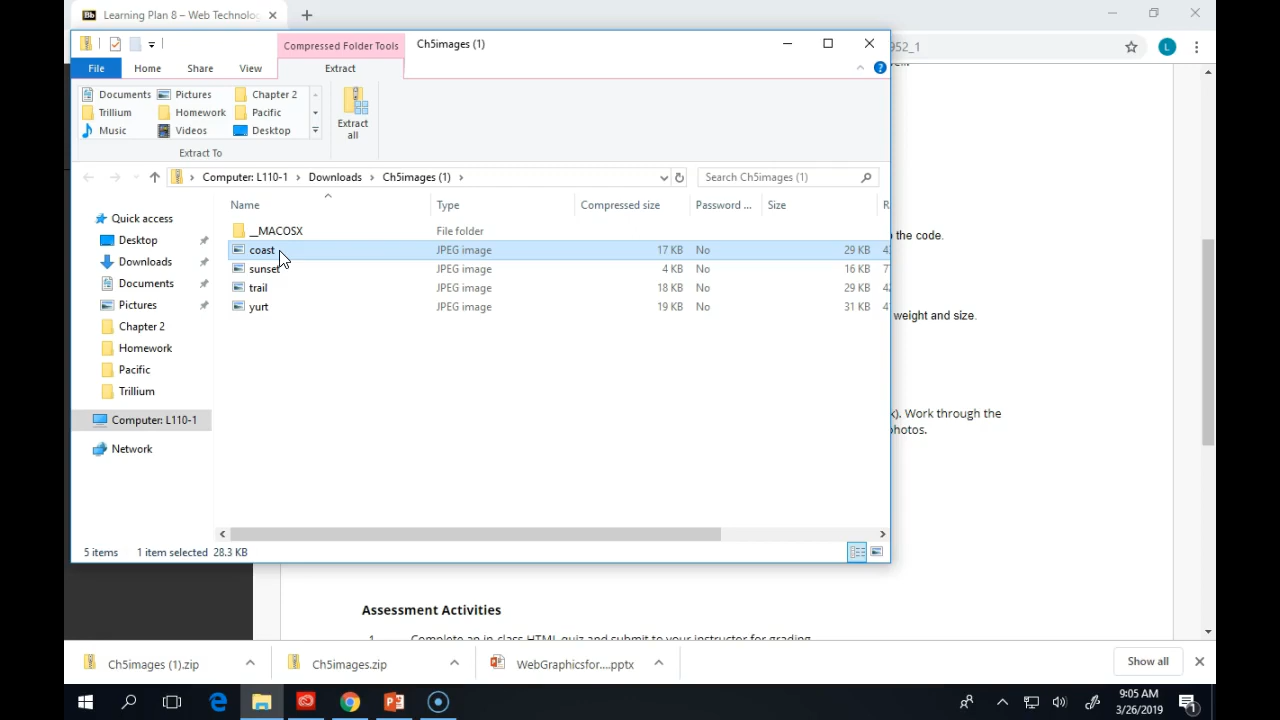 Learning Plan 8 – Web Technolog
952_1
Compressed Folder Tools
Ch5images (1)
File
Home
Share
View
Extract
Documents
Pictures
Chapter 2
Trillium
Homework
Pacific
Music
Videos
Desktop
Extract all
Extract To
Computer: L110-1 > Downloads > Ch5images (1) >
Search Ch5images (1)
Name
Type
Compressed size
Password ...
Size
R
__MACOSX
File folder
coast
JPEG image
17 KB
No
29 KB
sunset
JPEG image
4 KB
No
16 KB
trail
JPEG image
18 KB
No
29 KB
yurt
JPEG image
19 KB
No
31 KB
Quick access
Desktop
Downloads
Documents
Pictures
Chapter 2
Homework
Pacific
Trillium
Computer: L110-1
Network
5 items
1 item selected 28.3 KB
the code.
weight and size.
Work through the
photos.
Assessment Activities
1. Complete an in-class HTML quiz and submit to your instructor for grading
Ch5images (1).zip
Ch5images.zip
WebGraphicsfor....pptx
Show all
9:05 AM
3/26/2019
1